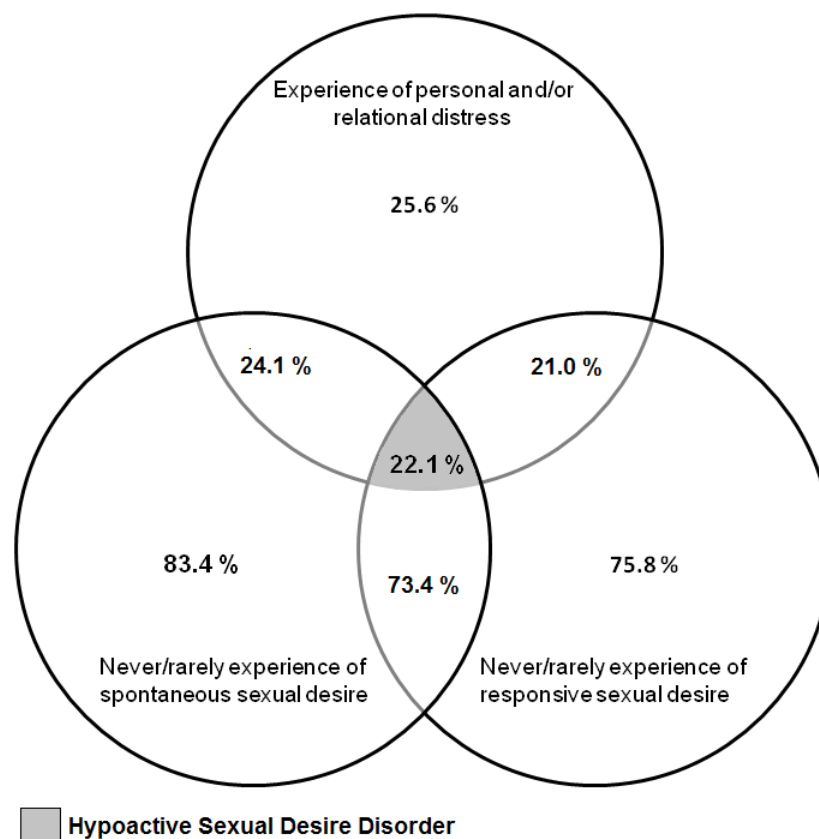 Experience of personal and/or
relational distress
25.6 %
24.1 %
21.0 %
22.1 %
83.4 %
73.4 %
75.8 %
Never/rarely experience of
spontaneous sexual desire
Never/rarely experience of
responsive sexual desire
Hypoactive Sexual Desire Disorder